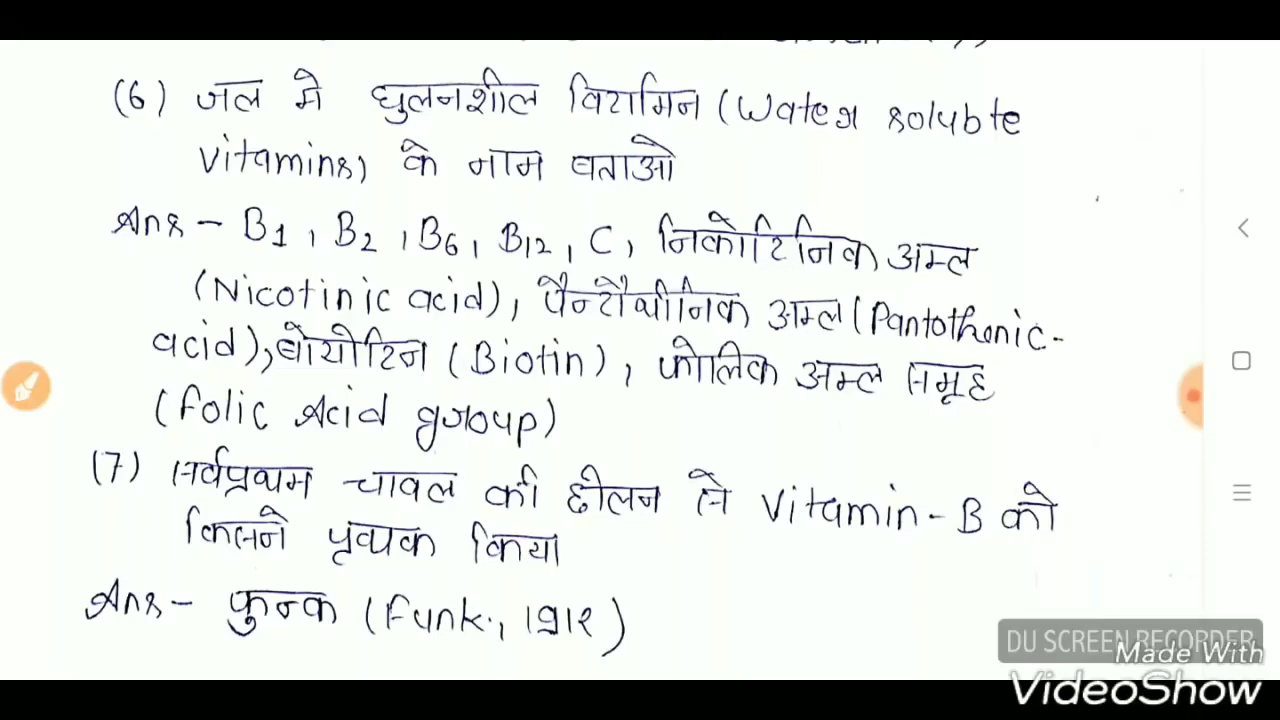 (6) जल मे घुलनशील विटामिन (Water soluble
vitamins) के नाम बताओ
Ans - B1, B2, B6, B12, C, निकोटिनिक अम्ल
(Nicotinic acid), पैन्टोथीनिक अम्ल (Pantothenic-
acid), बोयोटिन (Biotin), फोलिक अम्ल समूह
(folic Acid group)
(7) सर्वप्रथम चावल की छीलन से Vitamin-B को
किसने पृथक किया
Ans - फुन्क (Funk., 1912)
DU SCREEN RECORDER
Made With
VideoShow